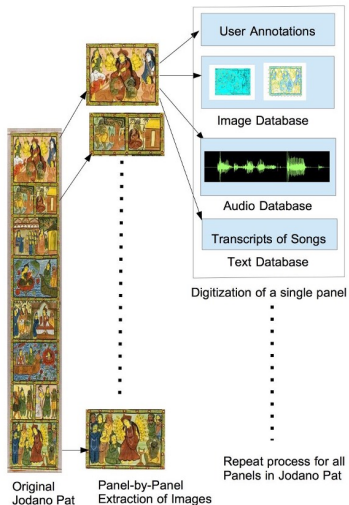 User Annotations
Image Database
Audio Database
Transcripts of Songs
Text Database
Digitization of a single panel
Repeat process for all
Panels in Jodano Pat
Original
Jodano Pat
Panel-by-Panel
Extraction of Images